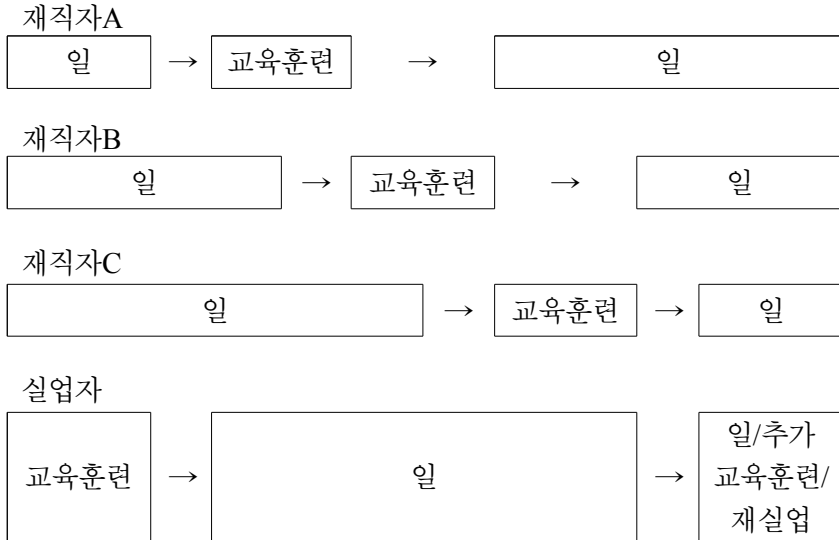 재직자A
일 → 교육훈련 → 일
재직자B
일 → 교육훈련 → 일
재직자C
일 → 교육훈련 → 일
실업자
교육훈련 → 일 → 일/추가
교육훈련/
재실업